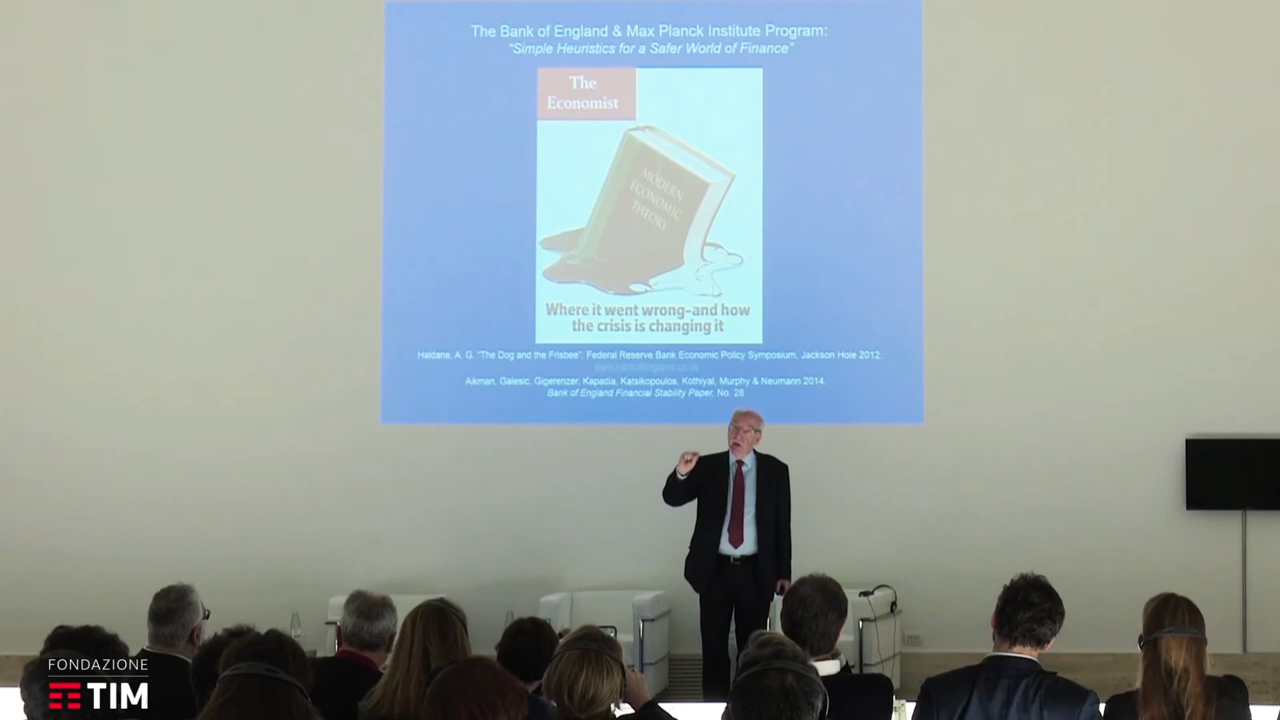 The Bank of England & Max Planck Institute Program:
"Simple Heuristics for a Safer World of Finance"
The
Economist
MODERN
ECONOMIC
THEORY
Where it went wrong–and how
the crisis is changing it
Haldane, A. G. "The Dog and the Frisbee". Federal Reserve Bank Economic Policy Symposium, Jackson Hole 2012.
Aikman, Galesic, Gigerenzer, Kapadia, Katsikopoulos, Kothiyal, Murphy & Neumann 2014.
Bank of England Financial Stability Paper, No. 28
FONDAZIONE
TIM